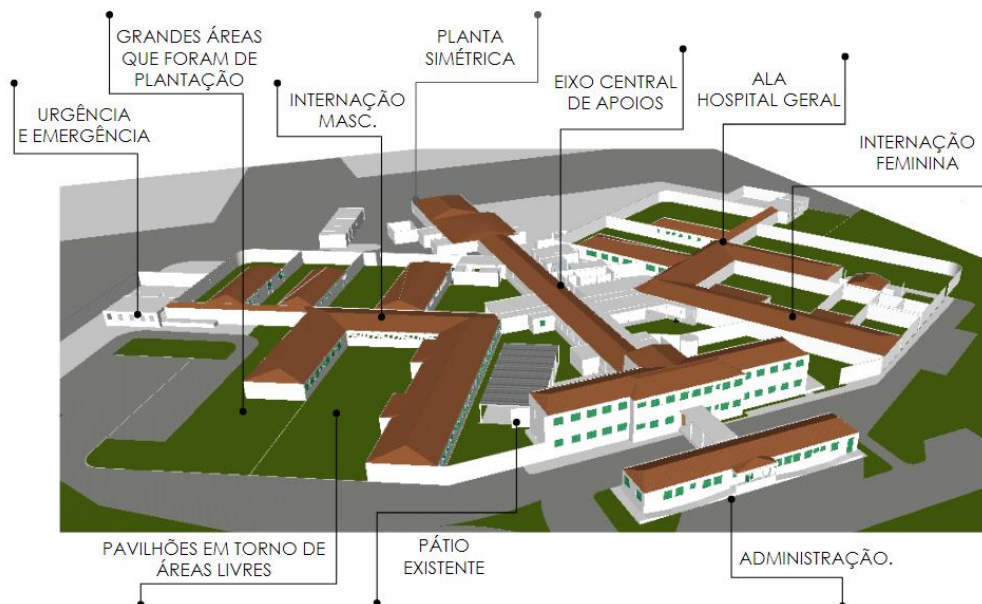 GRANDES ÁREAS
QUE FORAM DE
PLANTAÇÃO
PLANTA
SIMÉTRICA
URGÊNCIA
E EMERGÊNCIA
INTERNAÇÃO
MASC.
EIXO CENTRAL
DE APOIOS
ALA
HOSPITAL GERAL
INTERNAÇÃO
FEMININA
PAVILHÕES EM TORNO DE
ÁREAS LIVRES
PÁTIO
EXISTENTE
ADMINISTRAÇÃO.